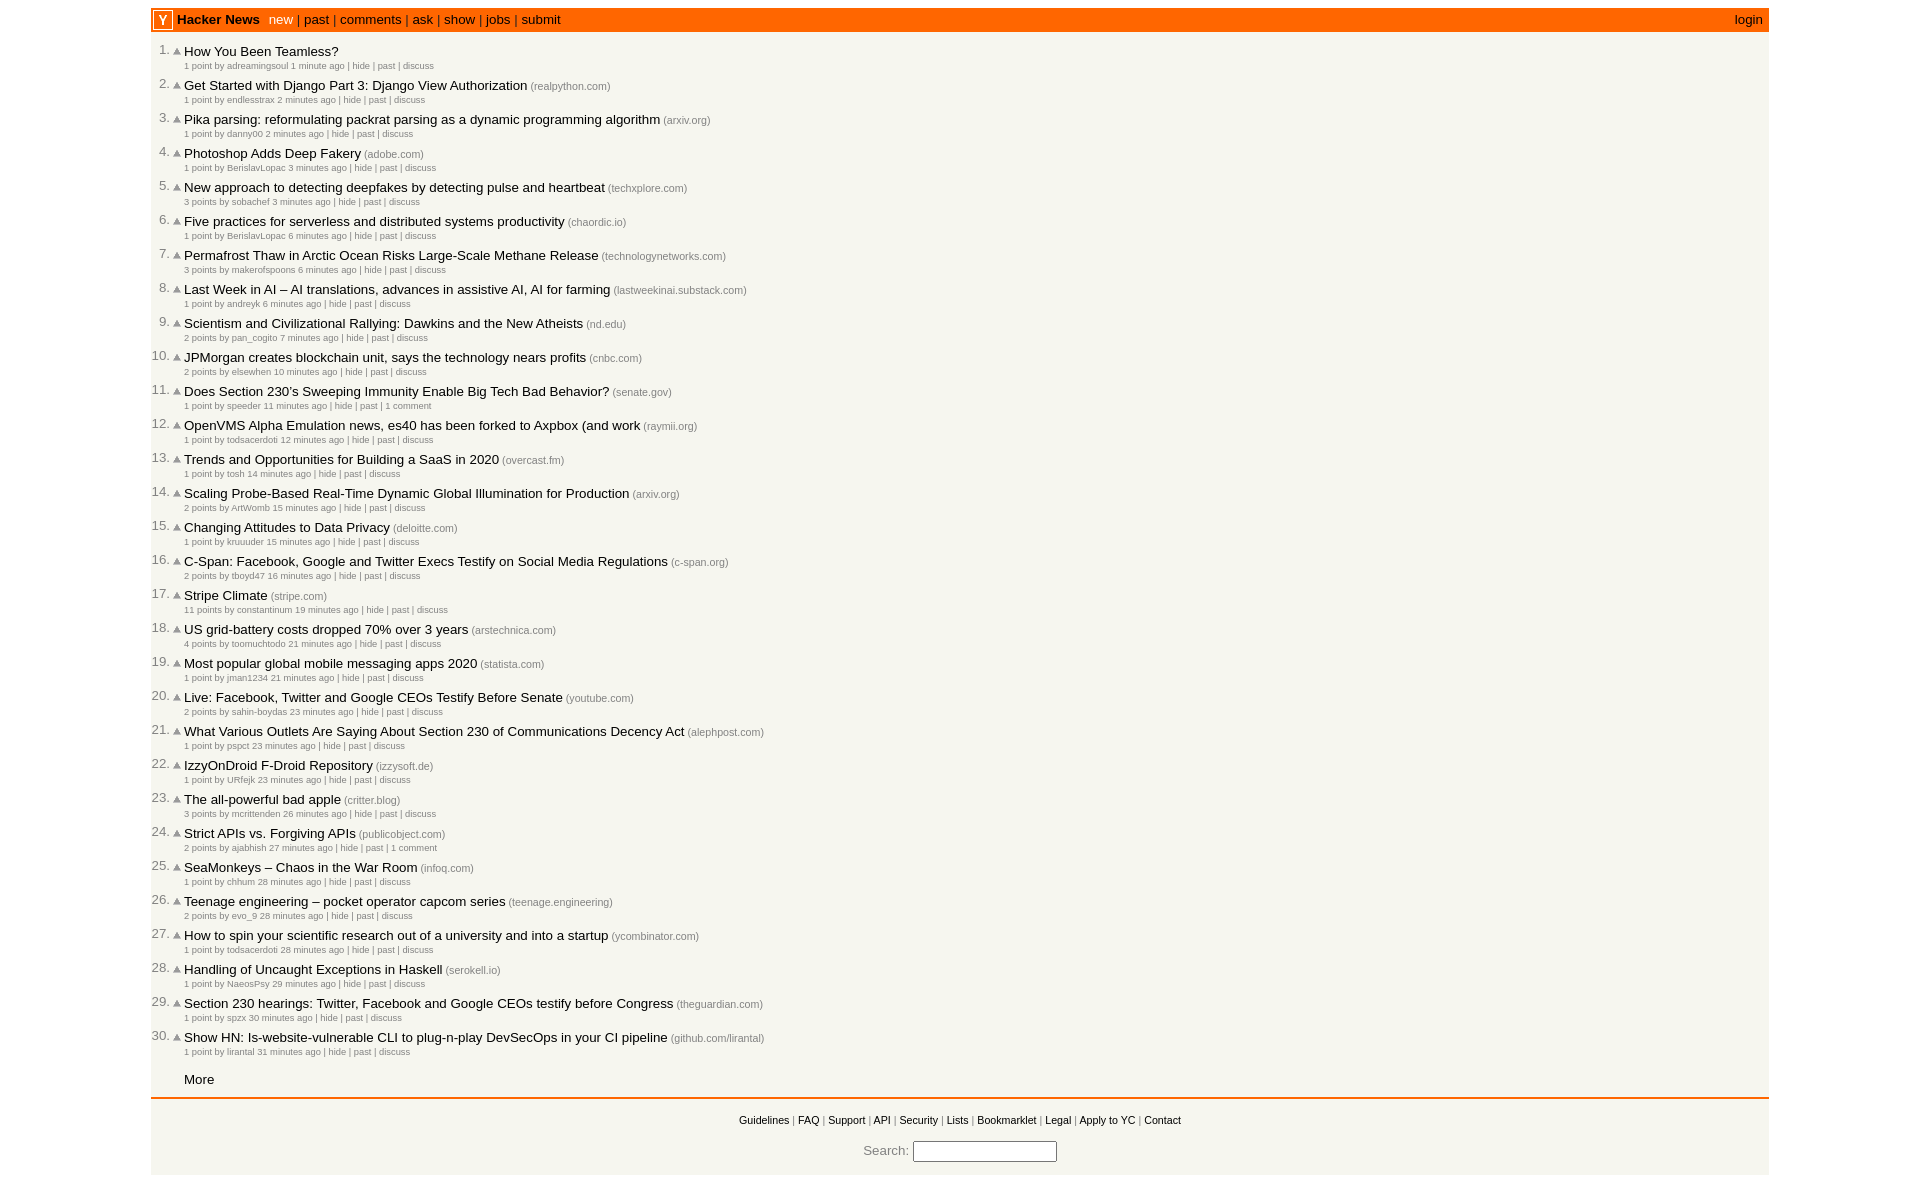 Y Hacker News new | past | comments | ask | show | jobs | submit login
1. How You Been Teamless?
1 point by adreamingsoul 1 minute ago | hide | past | discuss
2. Get Started with Django Part 3: Django View Authorization (realpython.com)
1 point by endlesstrax 2 minutes ago | hide | past | discuss
3. Pika parsing: reformulating packrat parsing as a dynamic programming algorithm (arxiv.org)
1 point by danny00 2 minutes ago | hide | past | discuss
4. Photoshop Adds Deep Fakery (adobe.com)
1 point by BerislavLopac 3 minutes ago | hide | past | discuss
5. New approach to detecting deepfakes by detecting pulse and heartbeat (techxplore.com)
3 points by sobachef 3 minutes ago | hide | past | discuss
6. Five practices for serverless and distributed systems productivity (chaordic.io)
1 point by BerislavLopac 6 minutes ago | hide | past | discuss
7. Permafrost Thaw in Arctic Ocean Risks Large-Scale Methane Release (technologynetworks.com)
3 points by makerofspoons 6 minutes ago | hide | past | discuss
8. Last Week in AI – AI translations, advances in assistive AI, AI for farming (lastweekinai.substack.com)
1 point by andreyk 6 minutes ago | hide | past | discuss
9. Scientism and Civilizational Rallying: Dawkins and the New Atheists (nd.edu)
2 points by pan_cogito 7 minutes ago | hide | past | discuss
10. JPMorgan creates blockchain unit, says the technology nears profits (cnbc.com)
2 points by elsewhen 10 minutes ago | hide | past | discuss
11. Does Section 230’s Sweeping Immunity Enable Big Tech Bad Behavior? (senate.gov)
1 point by speeder 11 minutes ago | hide | past | 1 comment
12. OpenVMS Alpha Emulation news, es40 has been forked to Axpbox (and work (raymii.org)
1 point by todsacerdoti 12 minutes ago | hide | past | discuss
13. Trends and Opportunities for Building a SaaS in 2020 (overcast.fm)
1 point by tosh 14 minutes ago | hide | past | discuss
14. Scaling Probe-Based Real-Time Dynamic Global Illumination for Production (arxiv.org)
2 points by ArtWomb 15 minutes ago | hide | past | discuss
15. Changing Attitudes to Data Privacy (deloitte.com)
1 point by kruuuder 15 minutes ago | hide | past | discuss
16. C-Span: Facebook, Google and Twitter Execs Testify on Social Media Regulations (c-span.org)
2 points by tboyd47 16 minutes ago | hide | past | discuss
17. Stripe Climate (stripe.com)
11 points by constantinum 19 minutes ago | hide | past | discuss
18. US grid-battery costs dropped 70% over 3 years (arstechnica.com)
4 points by toomuchtodo 21 minutes ago | hide | past | discuss
19. Most popular global mobile messaging apps 2020 (statista.com)
1 point by jman1234 21 minutes ago | hide | past | discuss
20. Live: Facebook, Twitter and Google CEOs Testify Before Senate (youtube.com)
2 points by sahin-boydas 23 minutes ago | hide | past | discuss
21. What Various Outlets Are Saying About Section 230 of Communications Decency Act (alephpost.com)
1 point by pspct 23 minutes ago | hide | past | discuss
22. IzzyOnDroid F-Droid Repository (izzysoft.de)
1 point by URfejk 23 minutes ago | hide | past | discuss
23. The all-powerful bad apple (critter.blog)
3 points by mcrittenden 26 minutes ago | hide | past | discuss
24. Strict APIs vs. Forgiving APIs (publicobject.com)
2 points by ajabhish 27 minutes ago | hide | past | 1 comment
25. SeaMonkeys – Chaos in the War Room (infoq.com)
1 point by chhum 28 minutes ago | hide | past | discuss
26. Teenage engineering – pocket operator capcom series (teenage.engineering)
2 points by evo_9 28 minutes ago | hide | past | discuss
27. How to spin your scientific research out of a university and into a startup (ycombinator.com)
1 point by todsacerdoti 28 minutes ago | hide | past | discuss
28. Handling of Uncaught Exceptions in Haskell (serokell.io)
1 point by NaeosPsy 29 minutes ago | hide | past | discuss
29. Section 230 hearings: Twitter, Facebook and Google CEOs testify before Congress (theguardian.com)
1 point by spzx 30 minutes ago | hide | past | discuss
30. Show HN: Is-website-vulnerable CLI to plug-n-play DevSecOps in your CI pipeline (github.com/lirantal)
1 point by lirantal 31 minutes ago | hide | past | discuss
More
Guidelines | FAQ | Support | API | Security | Lists | Bookmarklet | Legal | Apply to YC | Contact
Search: